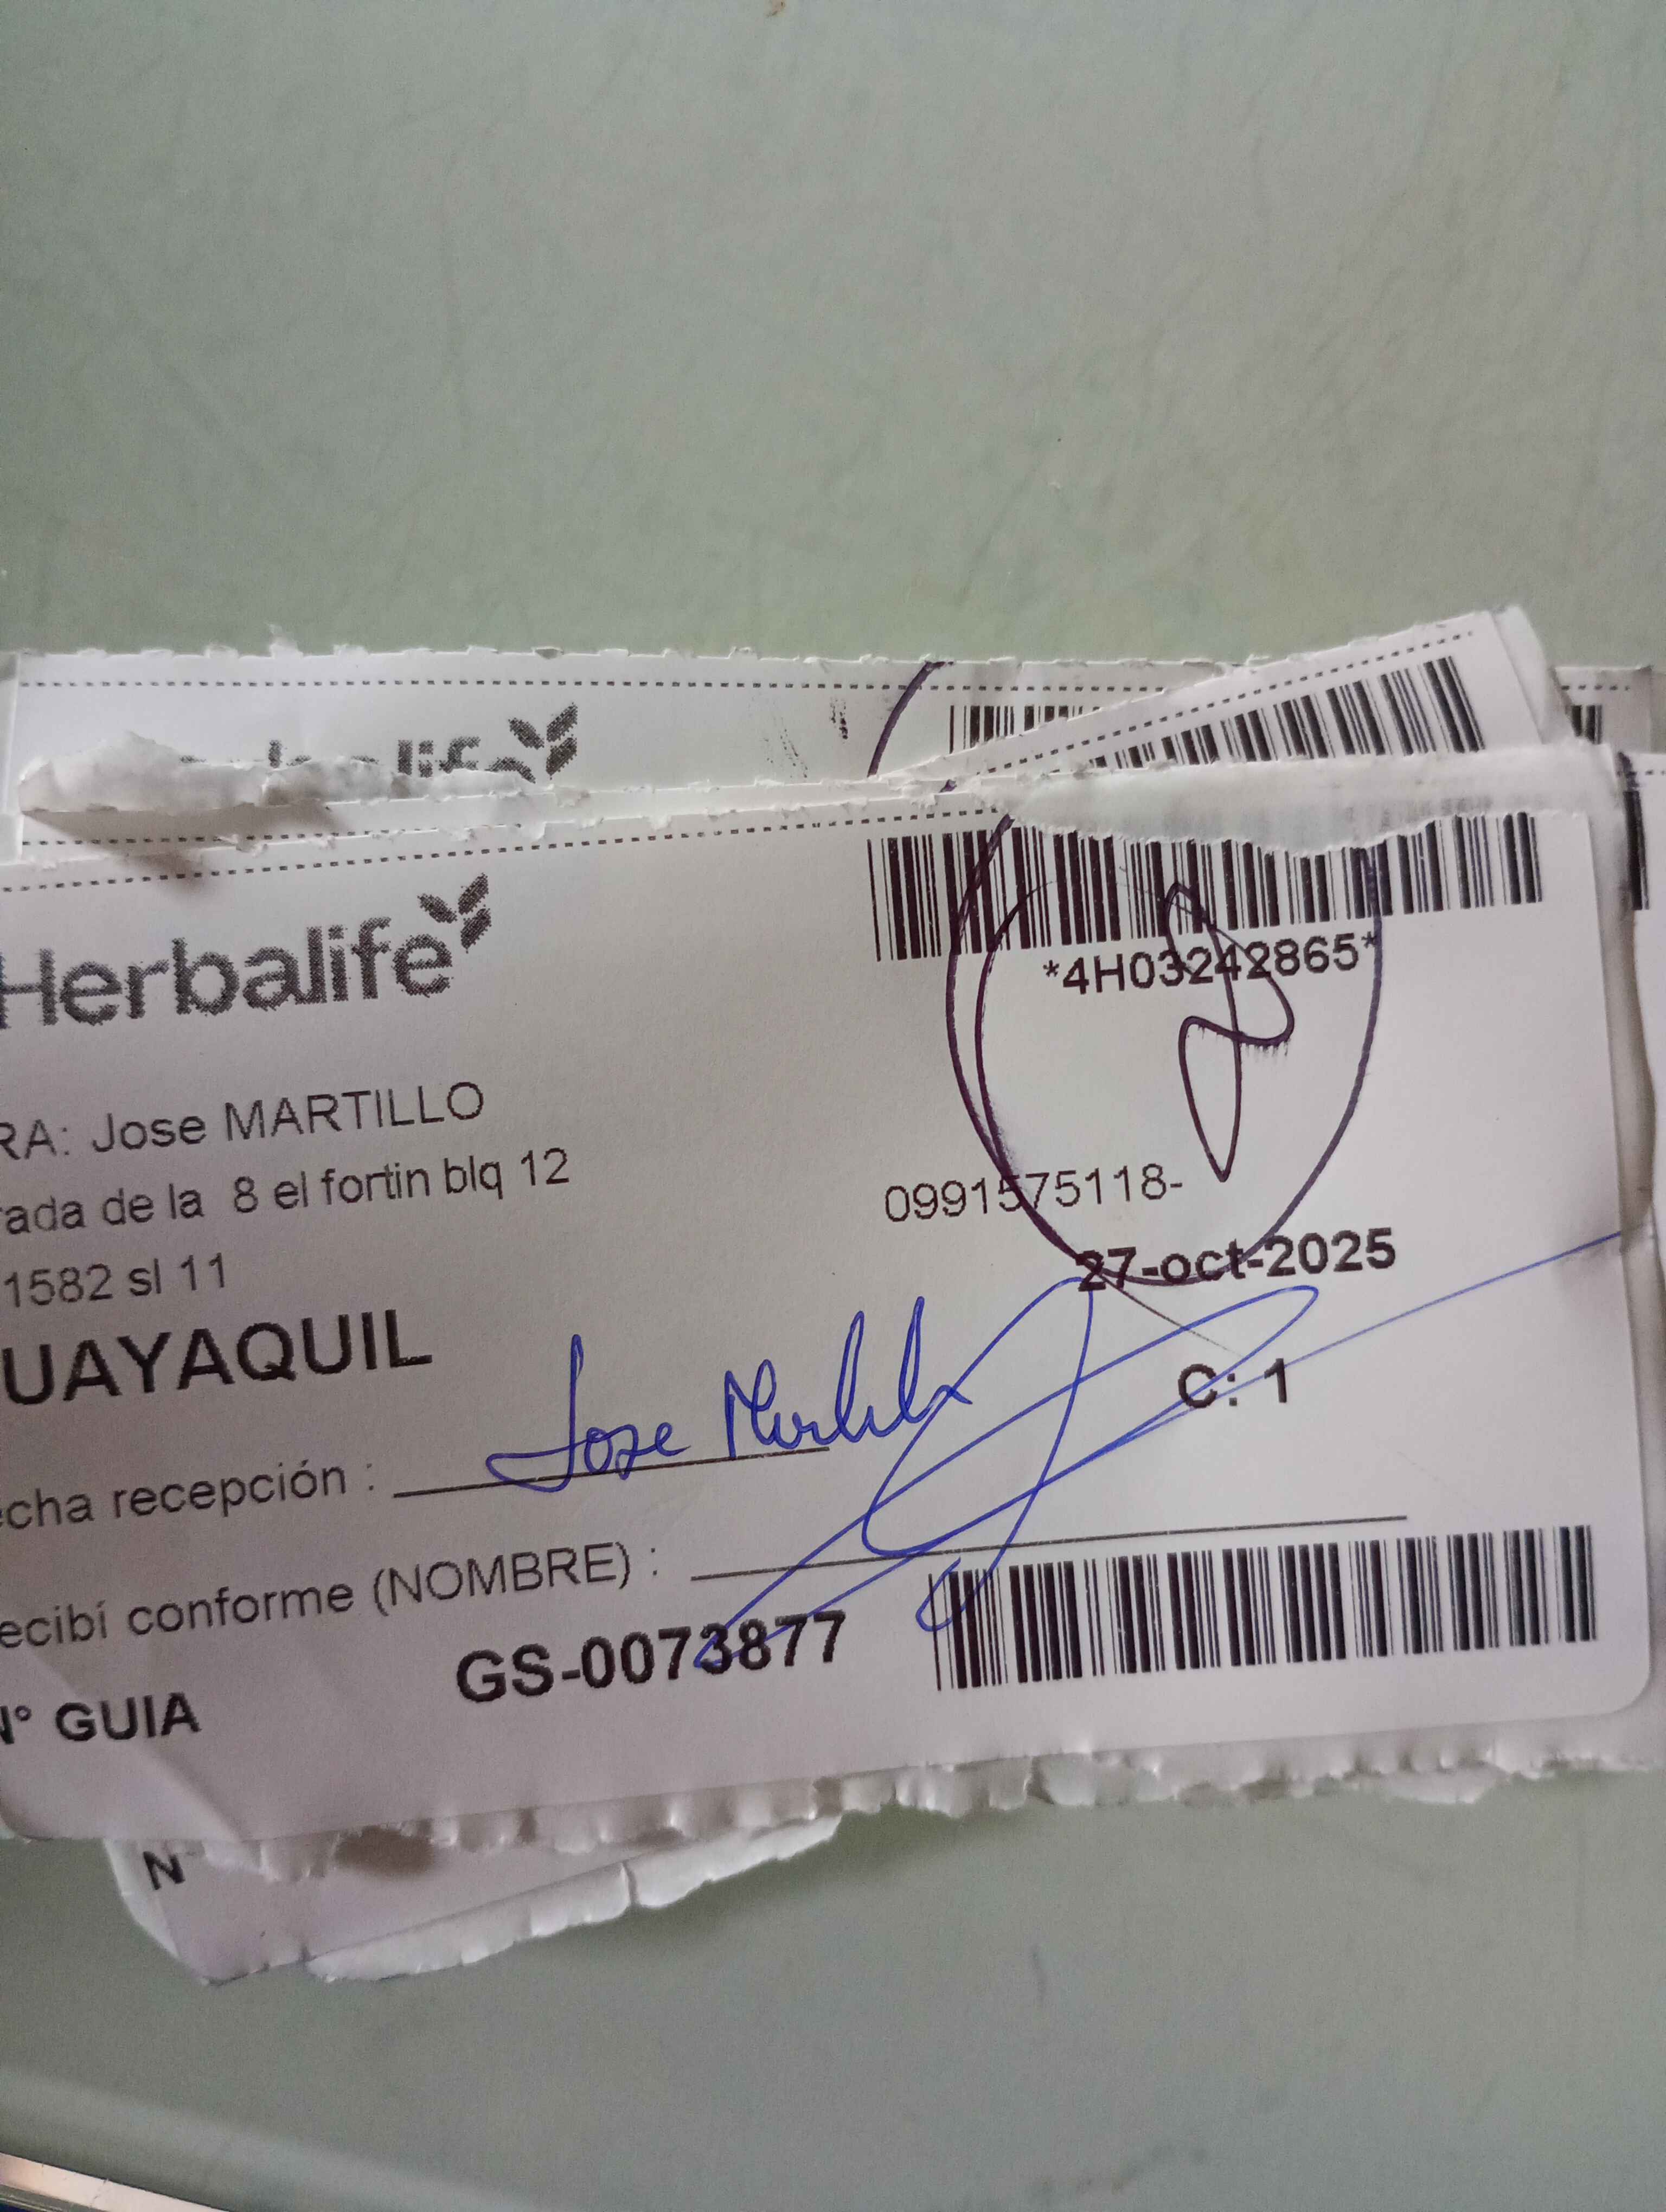 Herbalife
*4H03242865*
RA: Jose MARTILLO
rada de la 8 el fortin blq 12
0991575118-
1582 sl 11
27-oct-2025
UAYAQUIL
C: 1
echa recepción : Jose Martillo
ecibí conforme (NOMBRE) :
N° GUIA
GS-0073877
N